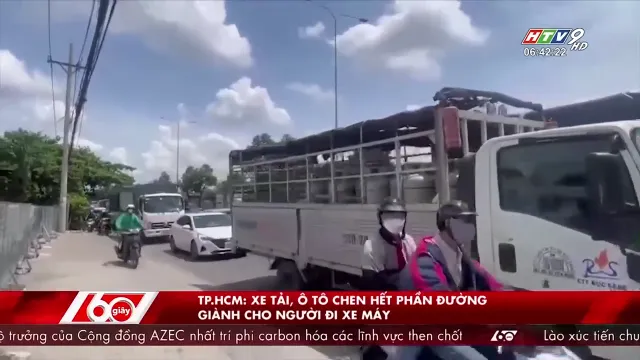 HTV9 HD
06:42:22
RS
60 giây
TP.HCM: XE TẢI, Ô TÔ CHEN HẾT PHẦN ĐƯỜNG
GIÀNH CHO NGƯỜI ĐI XE MÁY
ộ trưởng của Cộng đồng AZEC nhất trí phi carbon hóa các lĩnh vực then chốt
60
Lào xúc tiến ch